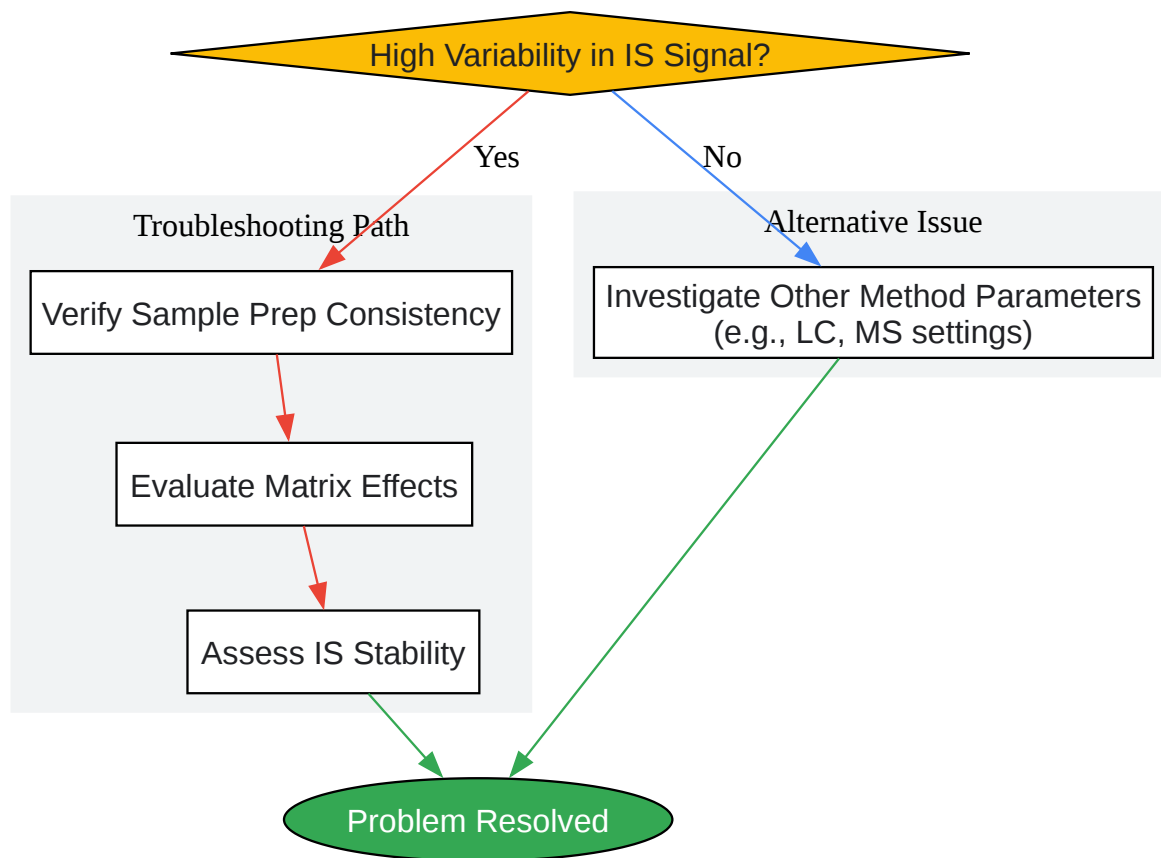 High Variability in IS Signal?
Yes
No
Troubleshooting Path
Alternative Issue
Verify Sample Prep Consistency
Investigate Other Method Parameters
(e.g., LC, MS settings)
Evaluate Matrix Effects
Assess IS Stability
Problem Resolved